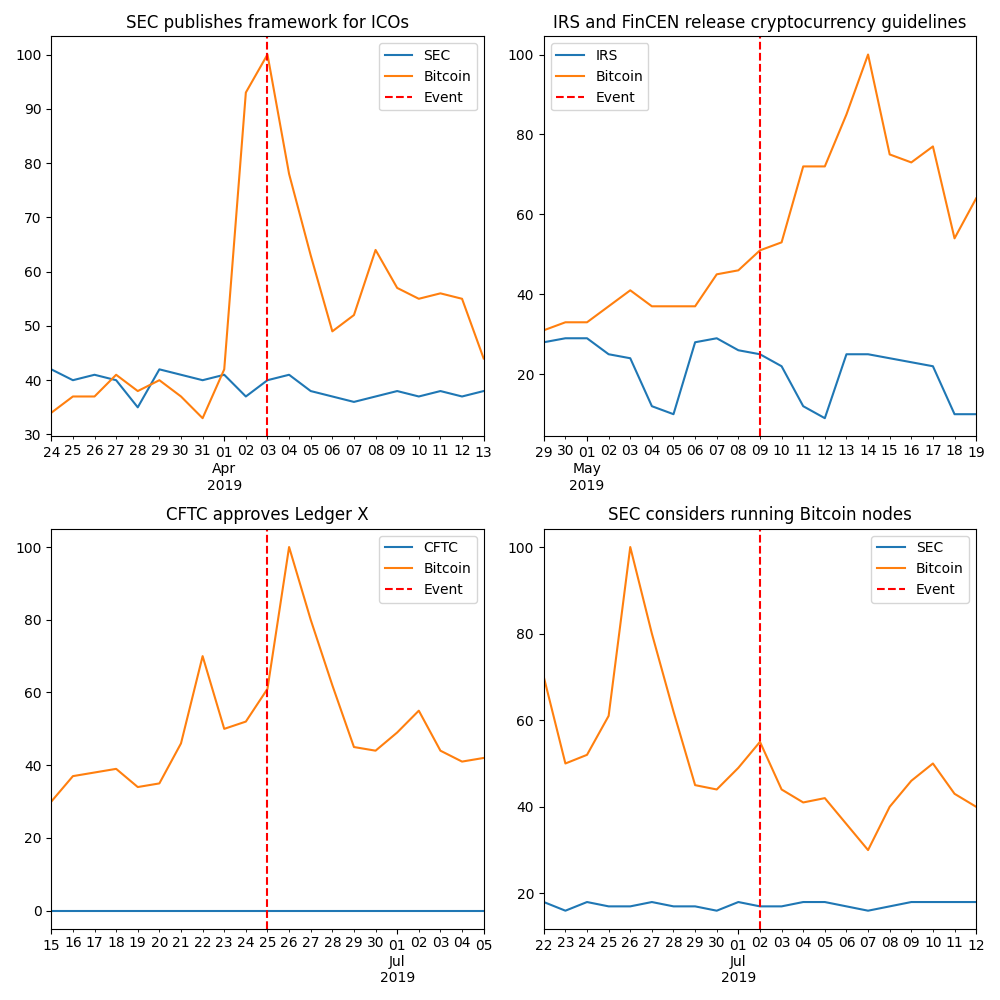 SEC publishes framework for ICOs
100
90
80
70
60
50
40
30
SEC
Bitcoin
Event
24 25 26 27 28 29 30 31 01 02 03 04 05 06 07 08 09 10 11 12 13
Apr
2019
IRS and FinCEN release cryptocurrency guidelines
100
80
60
40
20
IRS
Bitcoin
Event
29 30 01 02 03 04 05 06 07 08 09 10 11 12 13 14 15 16 17 18 19
May
2019
CFTC approves Ledger X
100
80
60
40
20
0
CFTC
Bitcoin
Event
15 16 17 18 19 20 21 22 23 24 25 26 27 28 29 30 01 02 03 04 05
Jul
2019
SEC considers running Bitcoin nodes
100
80
60
40
20
SEC
Bitcoin
Event
22 23 24 25 26 27 28 29 30 01 02 03 04 05 06 07 08 09 10 11 12
Jul
2019